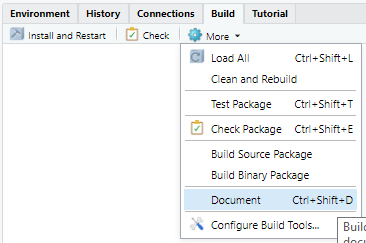 Environment History Connections Build Tutorial
Install and Restart Check More
Load All Ctrl+Shift+L
Clean and Rebuild
Test Package Ctrl+Shift+T
Check Package Ctrl+Shift+E
Build Source Package
Build Binary Package
Document Ctrl+Shift+D
Configure Build Tools...
Build